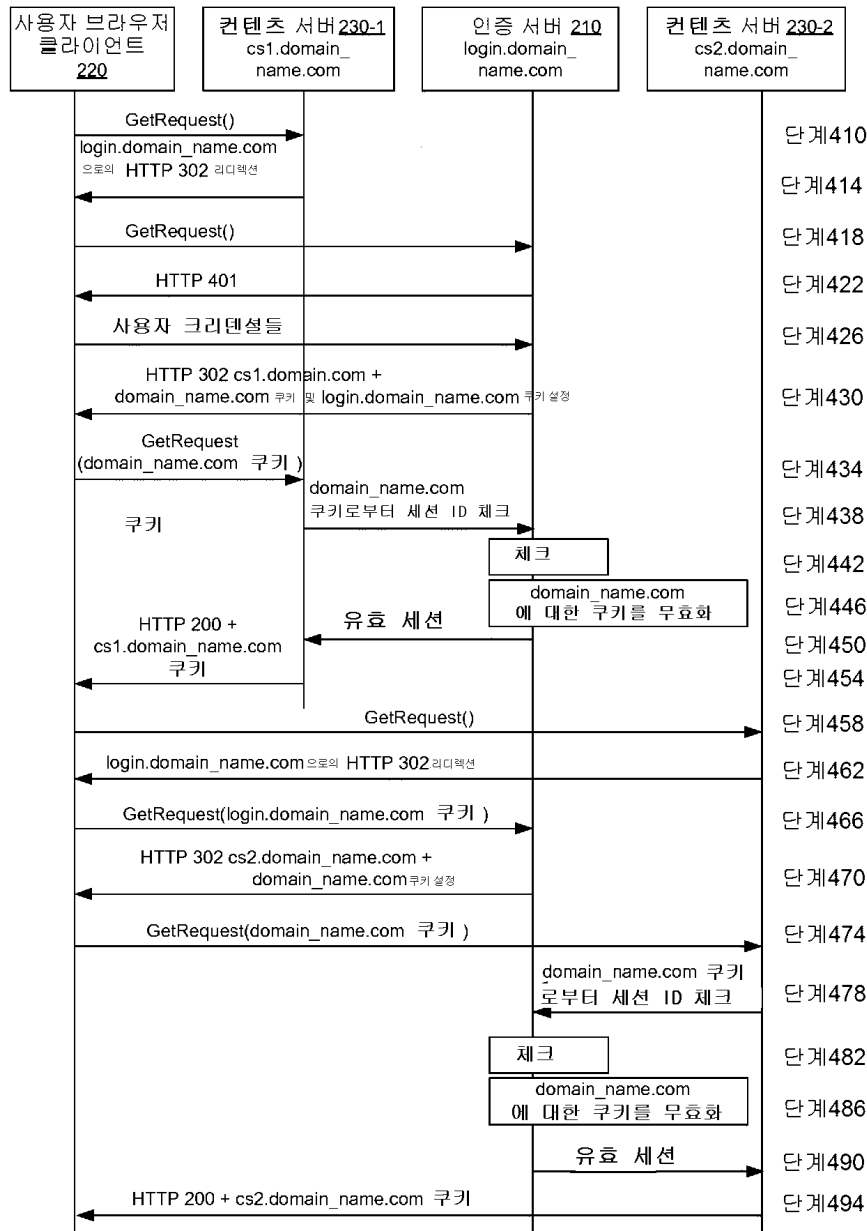 사용자 브라우저
클라이언트
220
컨텐츠 서버 230-1
cs1.domain_
name.com
인증 서버 210
login.domain_
name.com
컨텐츠 서버 230-2
cs2.domain_
name.com
GetRequest()
단계410
login.domain_name.com
으로의 HTTP 302 리디렉션
단계414
GetRequest()
단계418
HTTP 401
단계422
사용자 크리덴셜들
단계426
HTTP 302 cs1.domain.com +
domain_name.com 쿠키 및 login.domain_name.com 쿠키 설정
단계430
GetRequest
(domain_name.com 쿠키 )
단계434
domain_name.com
쿠키로부터 세션 ID 체크
단계438
쿠키
체크
단계442
domain_name.com
에 대한 쿠키를 무효화
단계446
유효 세션
단계450
HTTP 200 +
cs1.domain_name.com
쿠키
단계454
GetRequest()
단계458
login.domain_name.com으로의 HTTP 302 리디렉션
단계462
GetRequest(login.domain_name.com 쿠키 )
단계466
HTTP 302 cs2.domain_name.com +
domain_name.com쿠키 설정
단계470
GetRequest(domain_name.com 쿠키 )
단계474
domain_name.com 쿠키
로부터 세션 ID 체크
단계478
체크
단계482
domain_name.com
에 대한 쿠키를 무효화
단계486
유효 세션
단계490
HTTP 200 + cs2.domain_name.com 쿠키
단계494